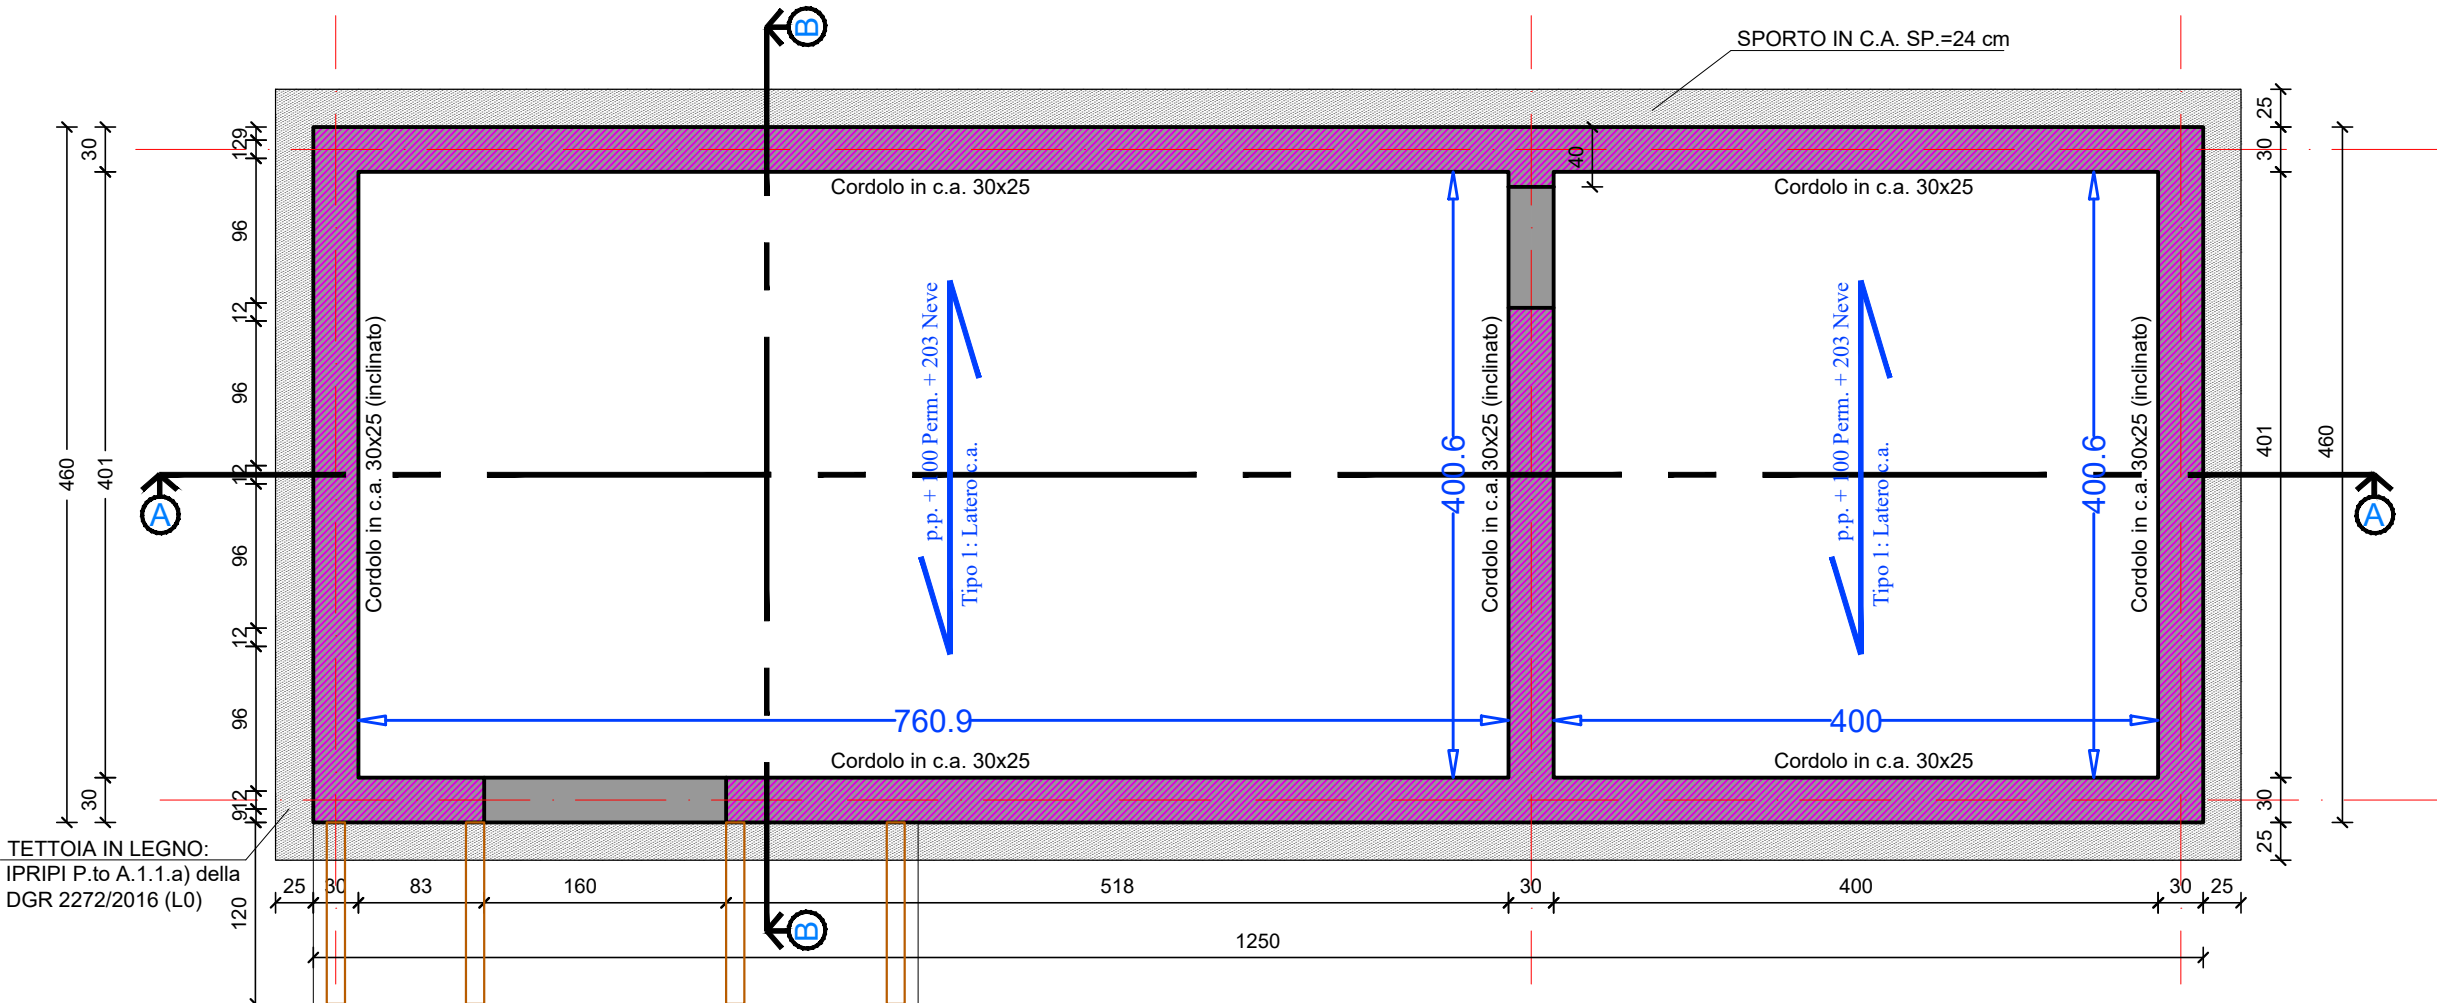 B
SPORTO IN C.A. SP.=24 cm
25
30
401
460
30
25
460
30
401
30
129
96
12
96
12
96
12
96
912
120
40
Cordolo in c.a. 30x25
Cordolo in c.a. 30x25
Cordolo in c.a. 30x25 (inclinato)
p.p. + 100 Perm. + 203 Neve
Tipo 1: Latero c.a.
400.6
Cordolo in c.a. 30x25 (inclinato)
p.p. + 100 Perm. + 203 Neve
Tipo 1: Latero c.a.
400.6
Cordolo in c.a. 30x25 (inclinato)
A
A
760.9
400
Cordolo in c.a. 30x25
Cordolo in c.a. 30x25
TETTOIA IN LEGNO:
IPRIPI P.to A.1.1.a) della
DGR 2272/2016 (L0)
25 30 83 160 518 30 400 30 25
B
1250